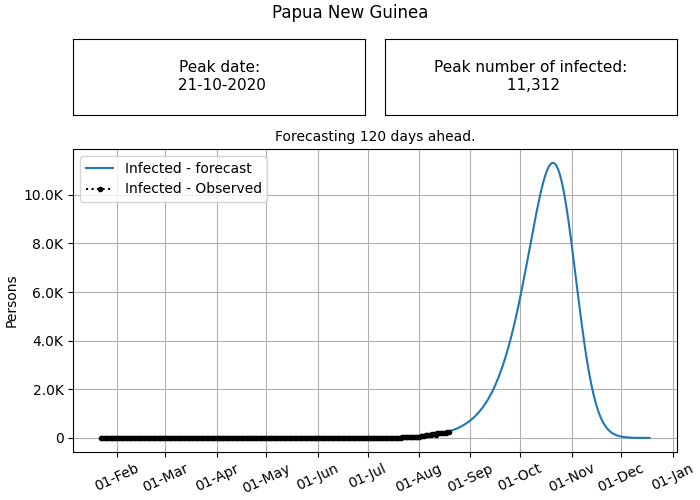 Papua New Guinea
Peak date:
21-10-2020
Peak number of infected:
11,312
Forecasting 120 days ahead.
Infected - forecast
Infected - Observed
Persons
10.0K
8.0K
6.0K
4.0K
2.0K
0
01-Feb
01-Mar
01-Apr
01-May
01-Jun
01-Jul
01-Aug
01-Sep
01-Oct
01-Nov
01-Dec
01-Jan